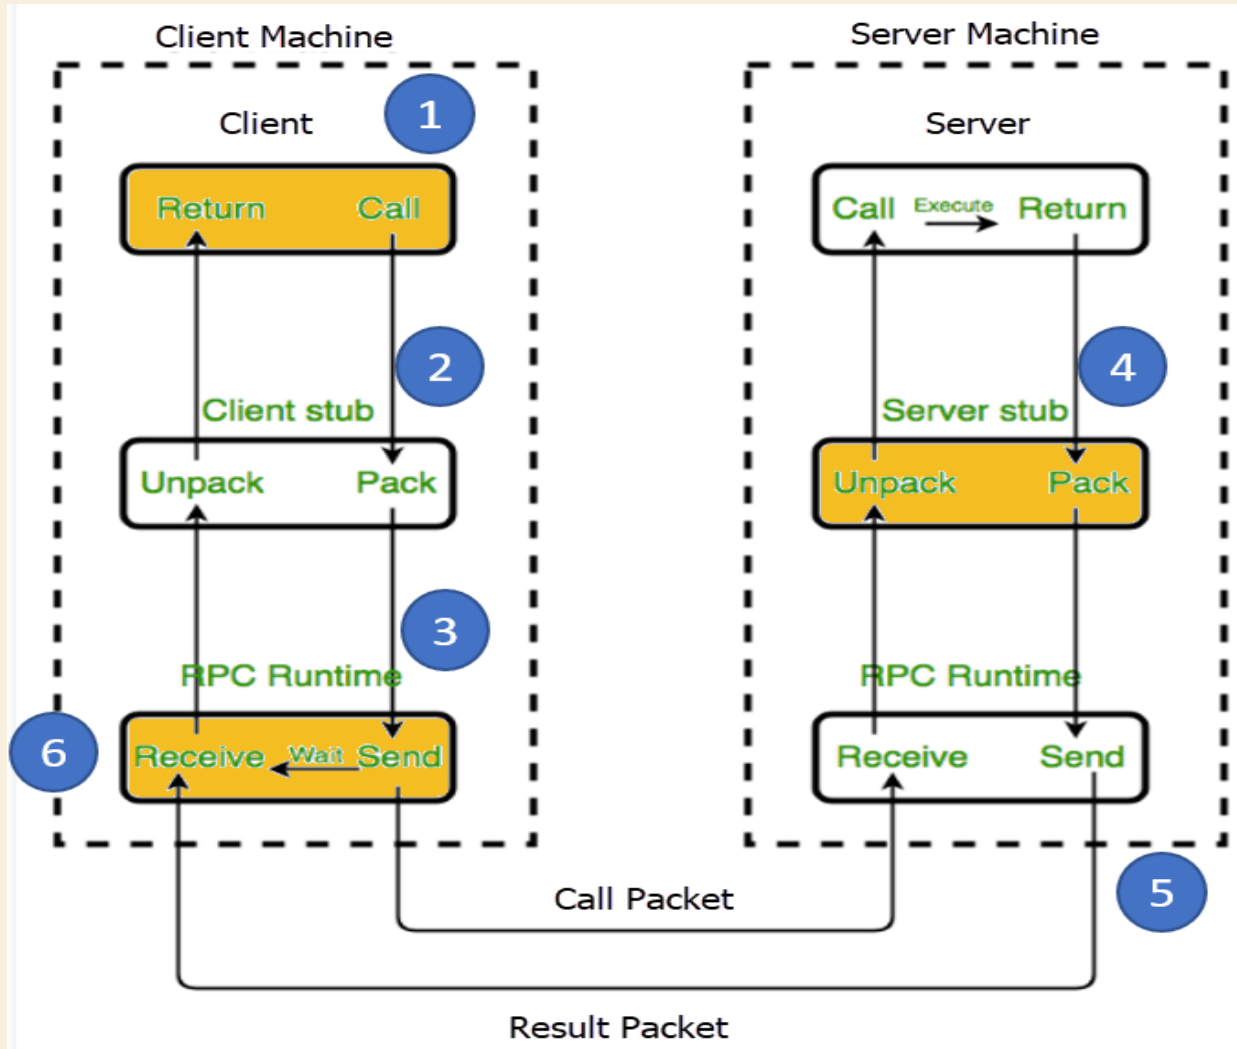 Client Machine
Server Machine
1
Client
Server
Return
Call
Call
Execute
Return
2
4
Client stub
Server stub
Unpack
Pack
Unpack
Pack
3
RPC Runtime
RPC Runtime
6
Receive
Wait
Send
Receive
Send
5
Call Packet
Result Packet